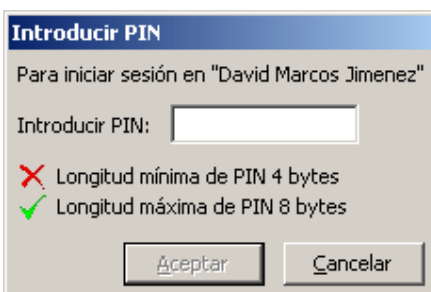 Introducir PIN
Para iniciar sesión en "David Marcos Jimenez"
Introducir PIN:
Longitud mínima de PIN 4 bytes
Longitud máxima de PIN 8 bytes
Aceptar Cancelar